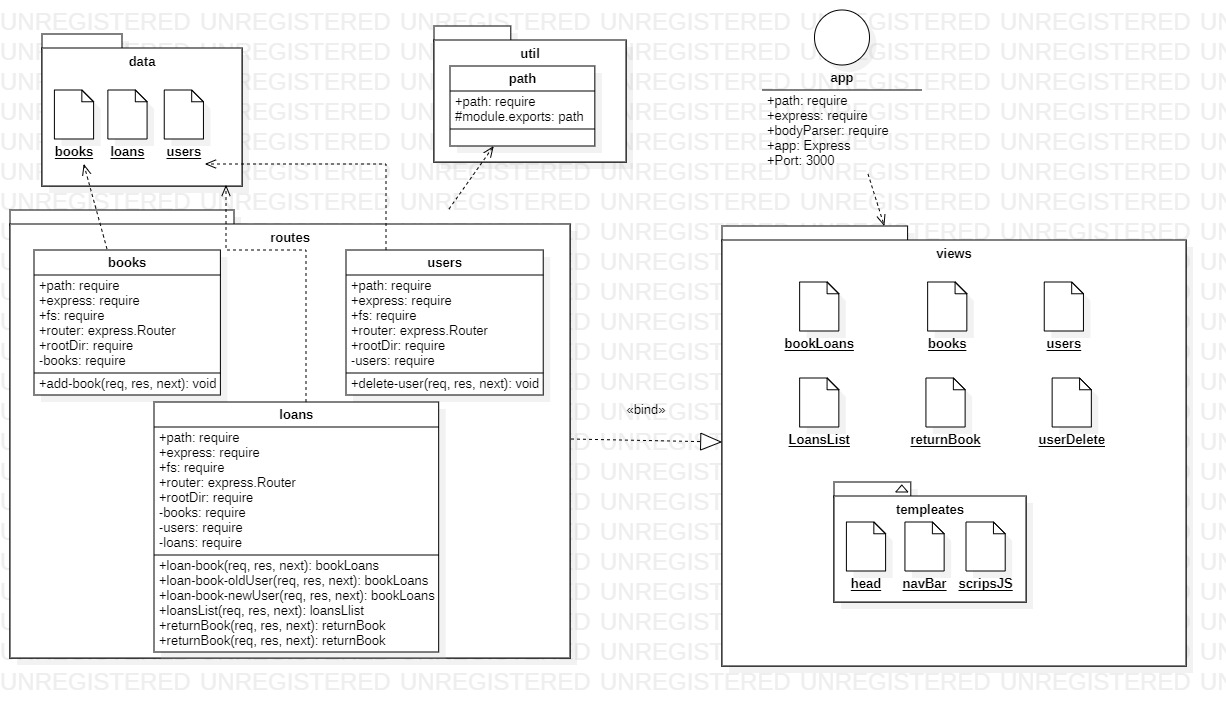 data
books
loans
users
util
path
+path: require
#module.exports: path
app
+path: require
+express: require
+bodyParser: require
+app: Express
+Port: 3000
routes
books
+path: require
+express: require
+fs: require
+router: express.Router
+rootDir: require
-books: require
+add-book(req, res, next): void
users
+path: require
+express: require
+fs: require
+router: express.Router
+rootDir: require
-users: require
+delete-user(req, res, next): void
loans
+path: require
+express: require
+fs: require
+router: express.Router
+rootDir: require
-books: require
-users: require
-loans: require
+loan-book(req, res, next): bookLoans
+loan-book-oldUser(req, res, next): bookLoans
+loan-book-newUser(req, res, next): bookLoans
+loansList(req, res, next): loansLlist
+returnBook(req, res, next): returnBook
+returnBook(req, res, next): returnBook
«bind»
views
bookLoans
books
users
LoansList
returnBook
userDelete
templeates
head
navBar
scripsJS
UNREGISTERED